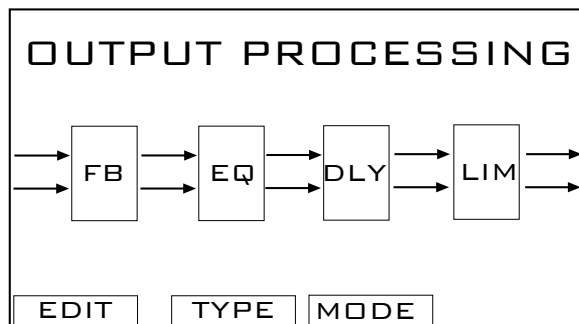 OUTPUT PROCESSING
FB EQ DLY LIM
EDIT TYPE MODE